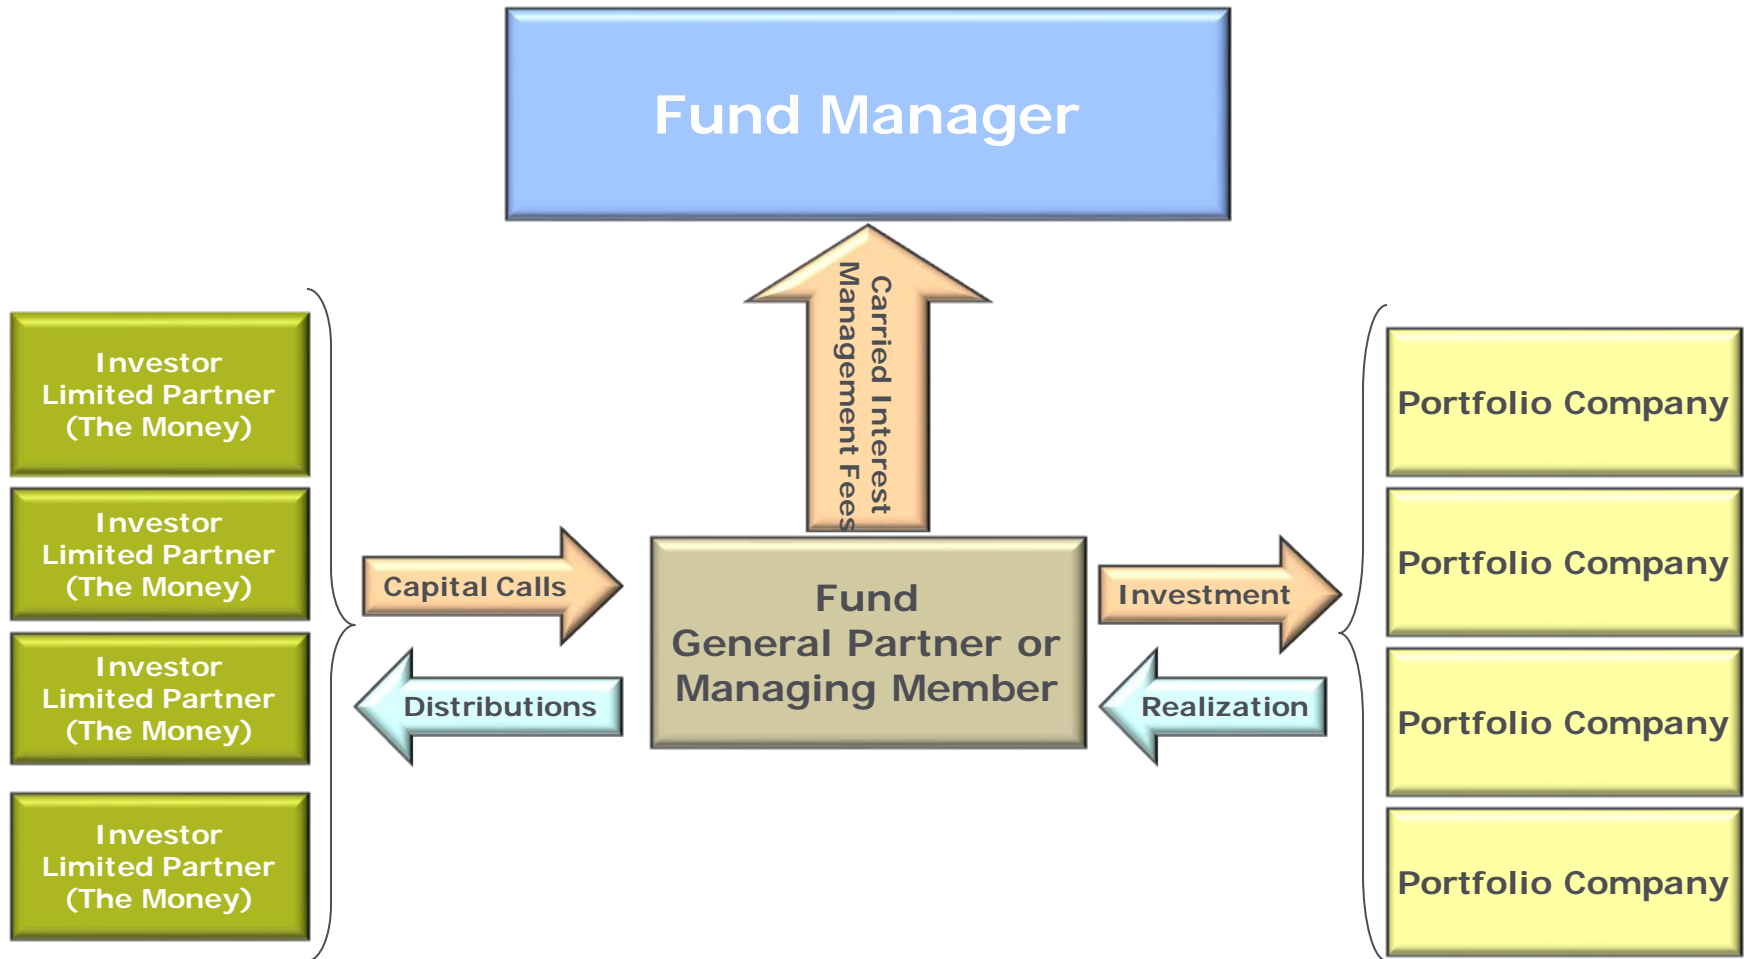 Fund Manager
Carried Interest
Management Fees
Investor
Limited Partner
(The Money)
Investor
Limited Partner
(The Money)
Investor
Limited Partner
(The Money)
Investor
Limited Partner
(The Money)
Capital Calls
Distributions
Fund
General Partner or
Managing Member
Investment
Realization
Portfolio Company
Portfolio Company
Portfolio Company
Portfolio Company